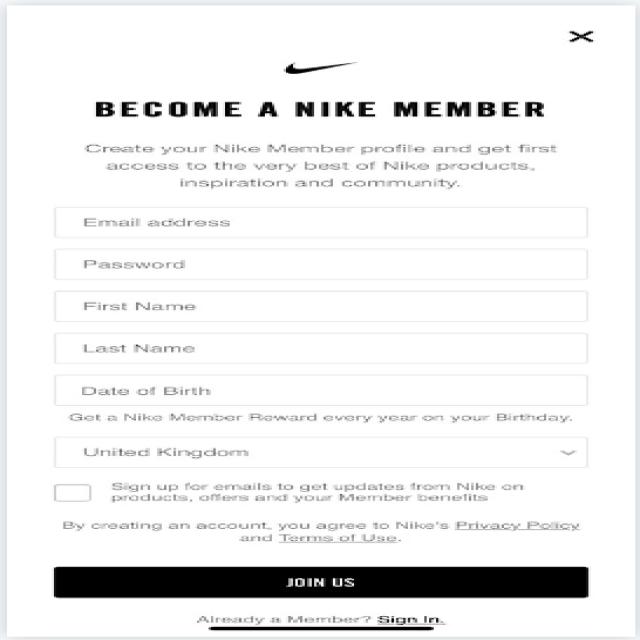 BECOME A NIKE MEMBER
Create your Nike Member profile and get first
access to the very best of Nike products,
inspiration and community.
Email address
Password
First Name
Last Name
Date of Birth
Get a Nike Member Reward every year on your Birthday.
United Kingdom
Sign up for emails to get updates from Nike on
products, offers and your Member benefits
By creating an account, you agree to Nike's Privacy Policy
and Terms of Use.
JOIN US
Already a Member? Sign In.